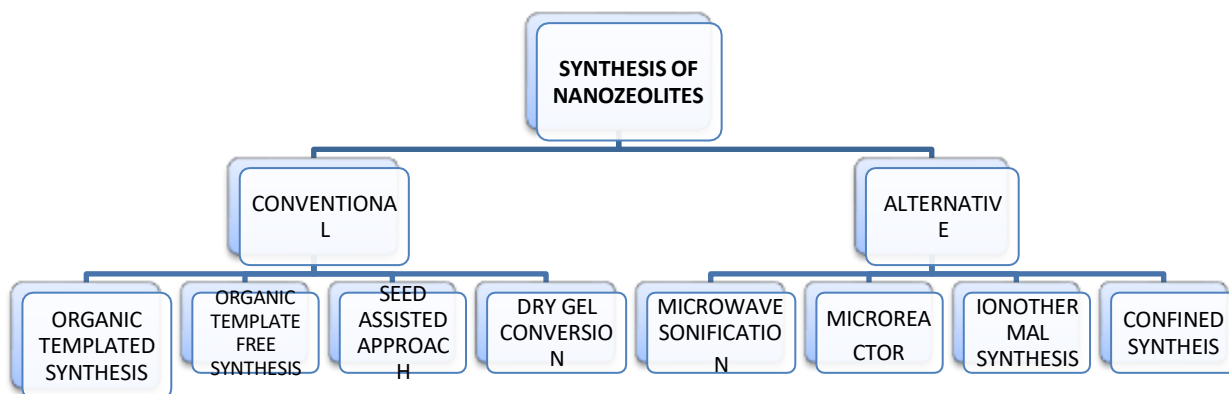 SYNTHESIS OF
NANOZEOLITES
CONVENTIONA
L
ALTERNATIV
E
ORGANIC
TEMPLATED
SYNTHESIS
ORGANIC
TEMPLATE
FREE
SYNTHESIS
SEED
ASSISTED
APPROAC
H
DRY GEL
CONVERSIO
N
MICROWAVE
SONIFICATIO
N
MICROREA
CTOR
IONOTHER
MAL
SYNTHESIS
CONFINED
SYNTHEIS